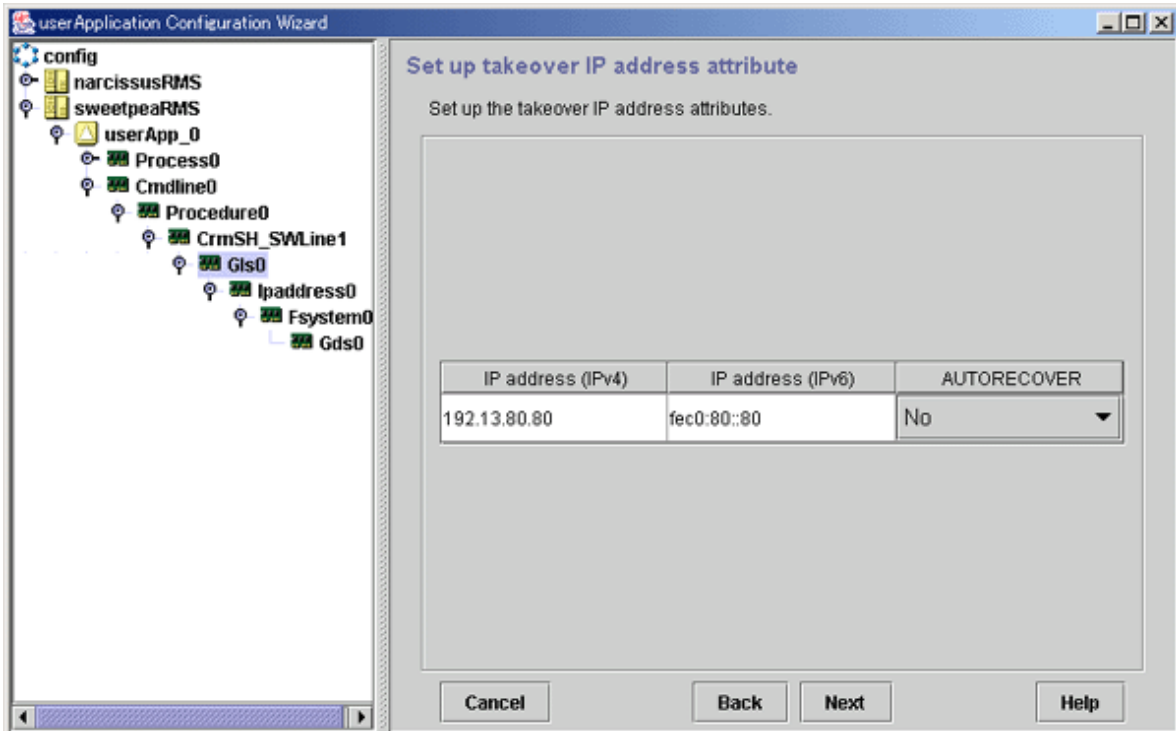 userApplication Configuration Wizard
config
narcissusRMS
sweetpeaRMS
userApp_0
Process0
Cmdline0
Procedure0
CrmSH_SWLine1
Gls0
Ipaddress0
Fsystem0
Gds0
Set up takeover IP address attribute
Set up the takeover IP address attributes.
IP address (IPv4) IP address (IPv6) AUTORECOVER
192.13.80.80 fec0:80::80 No
Cancel Back Next Help